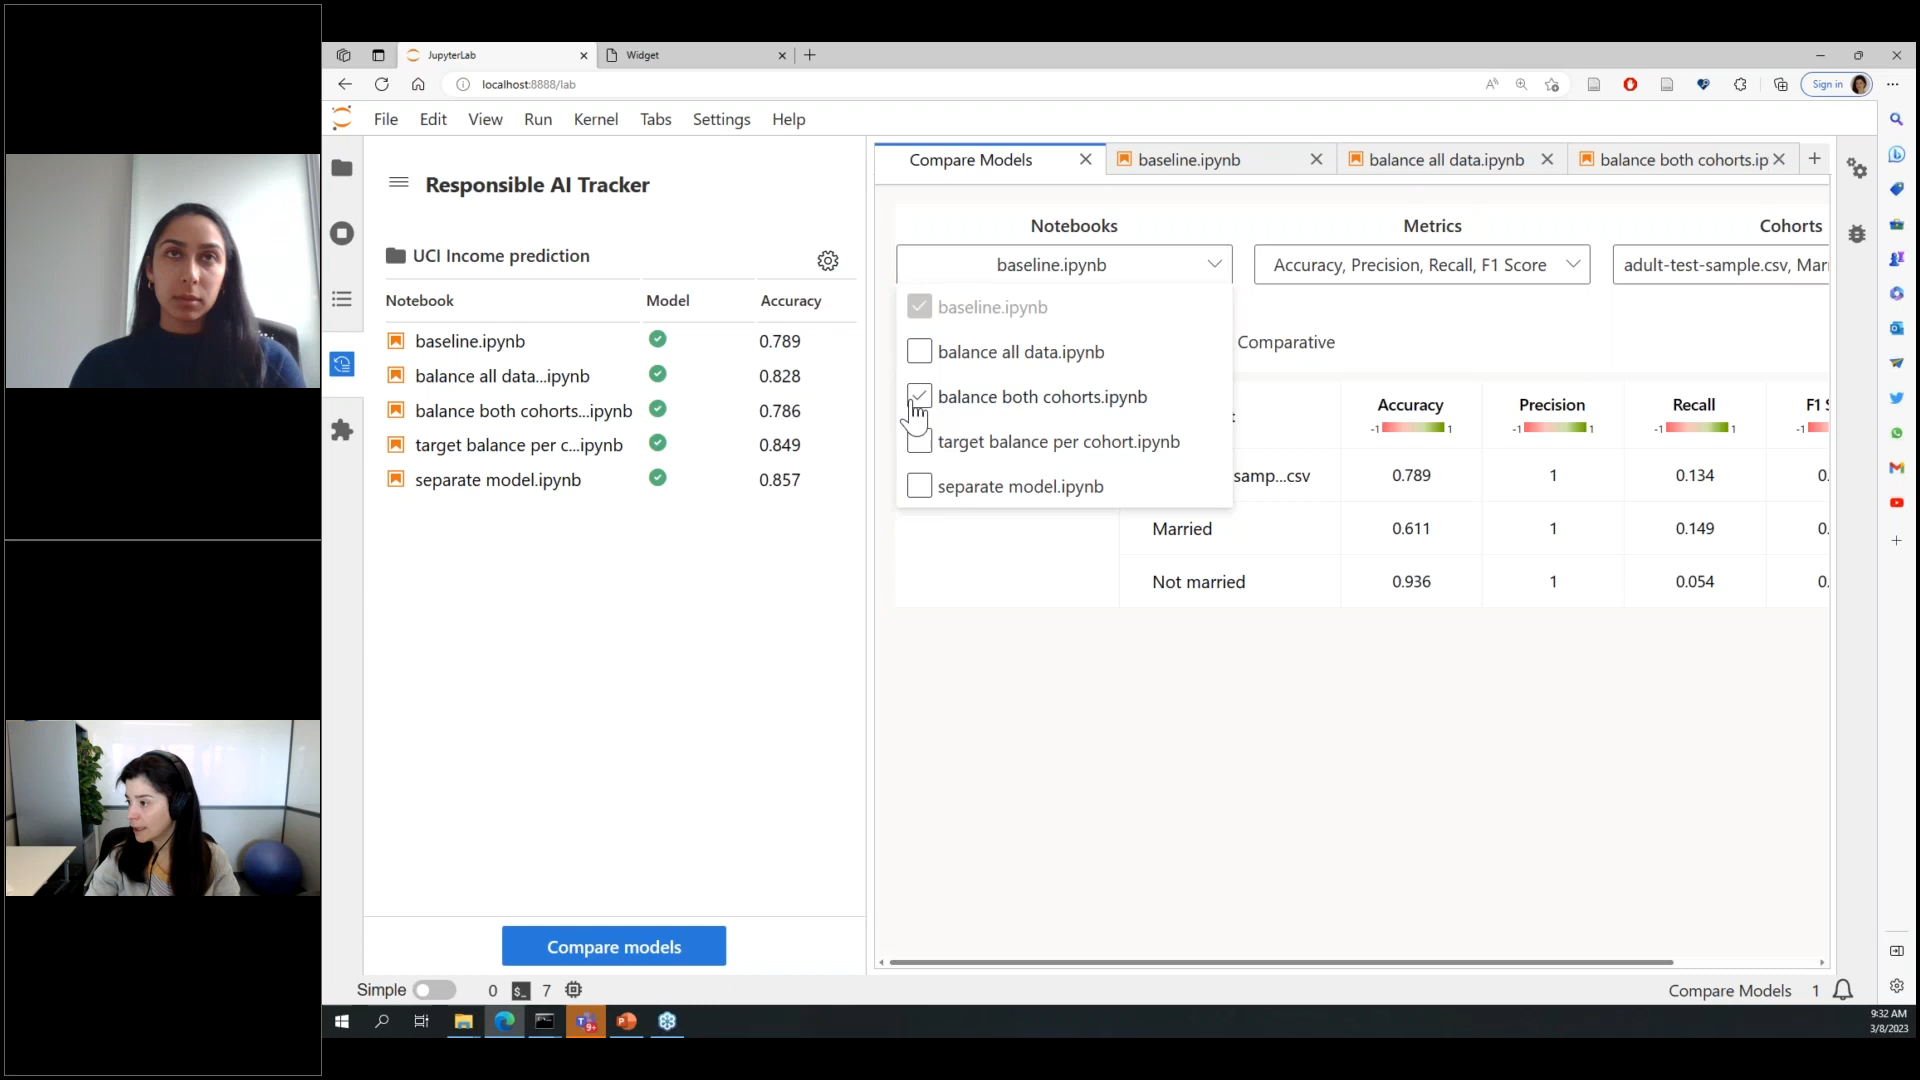 JupyterLab
Widget
localhost:8888/lab
Sign in
File Edit View Run Kernel Tabs Settings Help
Responsible AI Tracker
UCI Income prediction
Notebook Model Accuracy
baseline.ipynb 0.789
balance all data...ipynb 0.828
balance both cohorts...ipynb 0.786
target balance per c...ipynb 0.849
separate model.ipynb 0.857
Compare models
Compare Models
baseline.ipynb
balance all data.ipynb
balance both cohorts.ip
Notebooks Metrics Cohorts
baseline.ipynb
Accuracy, Precision, Recall, F1 Score
adult-test-sample.csv, Mar
baseline.ipynb
balance all data.ipynb
balance both cohorts.ipynb
target balance per cohort.ipynb
separate model.ipynb
Comparative
Accuracy Precision Recall F1
-1 1 -1 1 -1 1 -1
samp...csv 0.789 1 0.134 0.
Married 0.611 1 0.149 0.
Not married 0.936 1 0.054 0.
Simple 0 $_ 7
Compare Models 1
9+
9:32 AM
3/8/2023